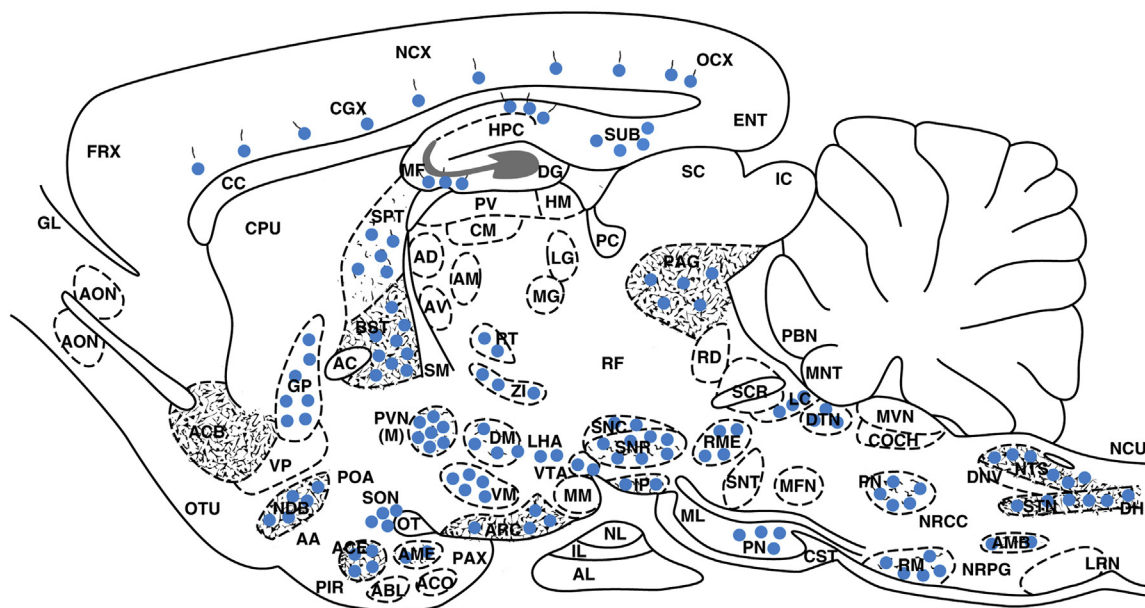 NCX
OCX
CGX
HPC
SUB
ENT
FRX
CC
MF
DG
SC
IC
GL
CPU
SPT
PV
HM
CM
PC
AD
AM
LG
PAG
AON
AV
MG
AON
BST
PT
RD
PBN
AC
SM
RF
MNT
GP
ZI
SCR
LC
ACB
PVN
(M)
DM
LHA
SNC
SNR
RME
DTN
MVN
COCH
NCU
VP
POA
VTA
IP
SNT
MFN
PN
DNV
NTS
OTU
NDB
SON
VM
MM
STN
DH
AA
OT
ARC
ML
NRCC
ACE
AME
PAX
NL
IL
PN
CST
AMB
PIR
ABL
ACO
AL
RM
NRPG
LRN